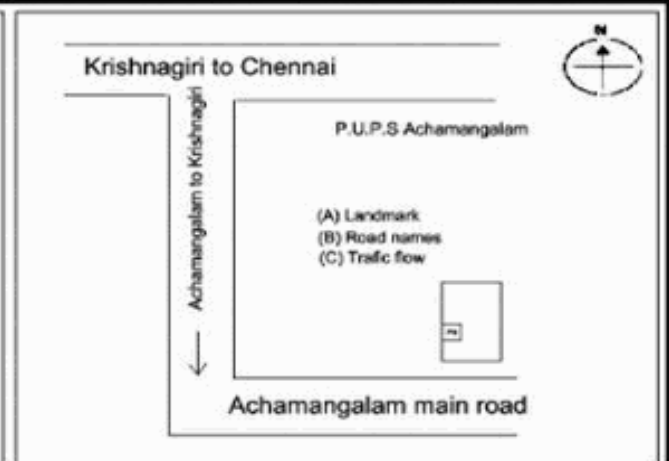 N
Krishnagiri to Chennai
Achamangalam to Krishnagiri
P.U.P.S Achamangalam
(A) Landmark
(B) Road names
(C) Trafic flow
Achamangalam main road